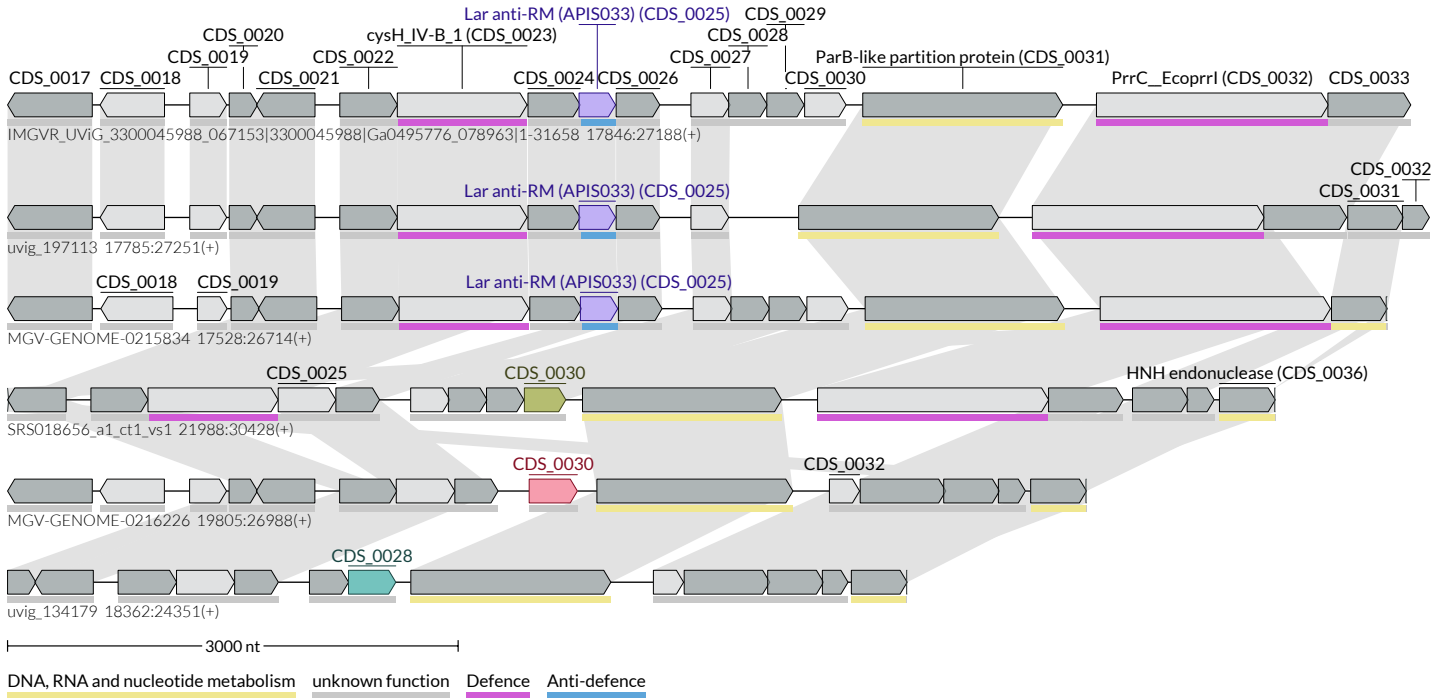 Lar anti-RM (APIS033) (CDS_0025) CDS_0029
CDS_0020 cysH_IV-B_1 (CDS_0023) CDS_0028
CDS_0019 CDS_0022 CDS_0027 ParB-like partition protein (CDS_0031)
CDS_0017 CDS_0018 CDS_0021 CDS_0024 CDS_0026 CDS_0030 PrrC_EcoprrI (CDS_0032) CDS_0033
IMGVR_UViG_3300045988_067153|3300045988|Ga0495776_078963|1-31658 17846:27188(+)
CDS_0032
Lar anti-RM (APIS033) (CDS_0025) CDS_0031
uvig_197113 17785:27251(+)
CDS_0018 CDS_0019 Lar anti-RM (APIS033) (CDS_0025)
MGV-GENOME-0215834 17528:26714(+)
CDS_0025 CDS_0030 HNH endonuclease (CDS_0036)
SRS018656_a1_ct1_vs1 21988:30428(+)
CDS_0030 CDS_0032
MGV-GENOME-0216226 19805:26988(+)
CDS_0028
uvig_134179 18362:24351(+)
3000 nt
DNA, RNA and nucleotide metabolism unknown function Defence Anti-defence